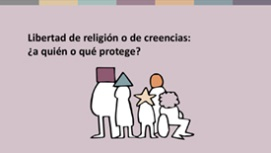 Libertad de religión o de creencias:
¿a quién o qué protege?